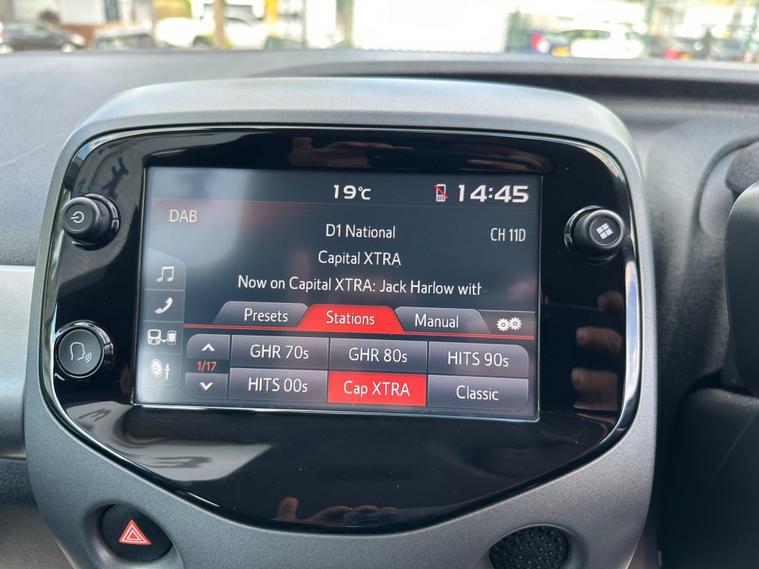 19°C 14:45
DAB
D1 National CH 11D
Capital XTRA
Now on Capital XTRA: Jack Harlow with
Presets Stations Manual
1/17
GHR 70s GHR 80s HITS 90s
HITS 00s Cap XTRA Classic